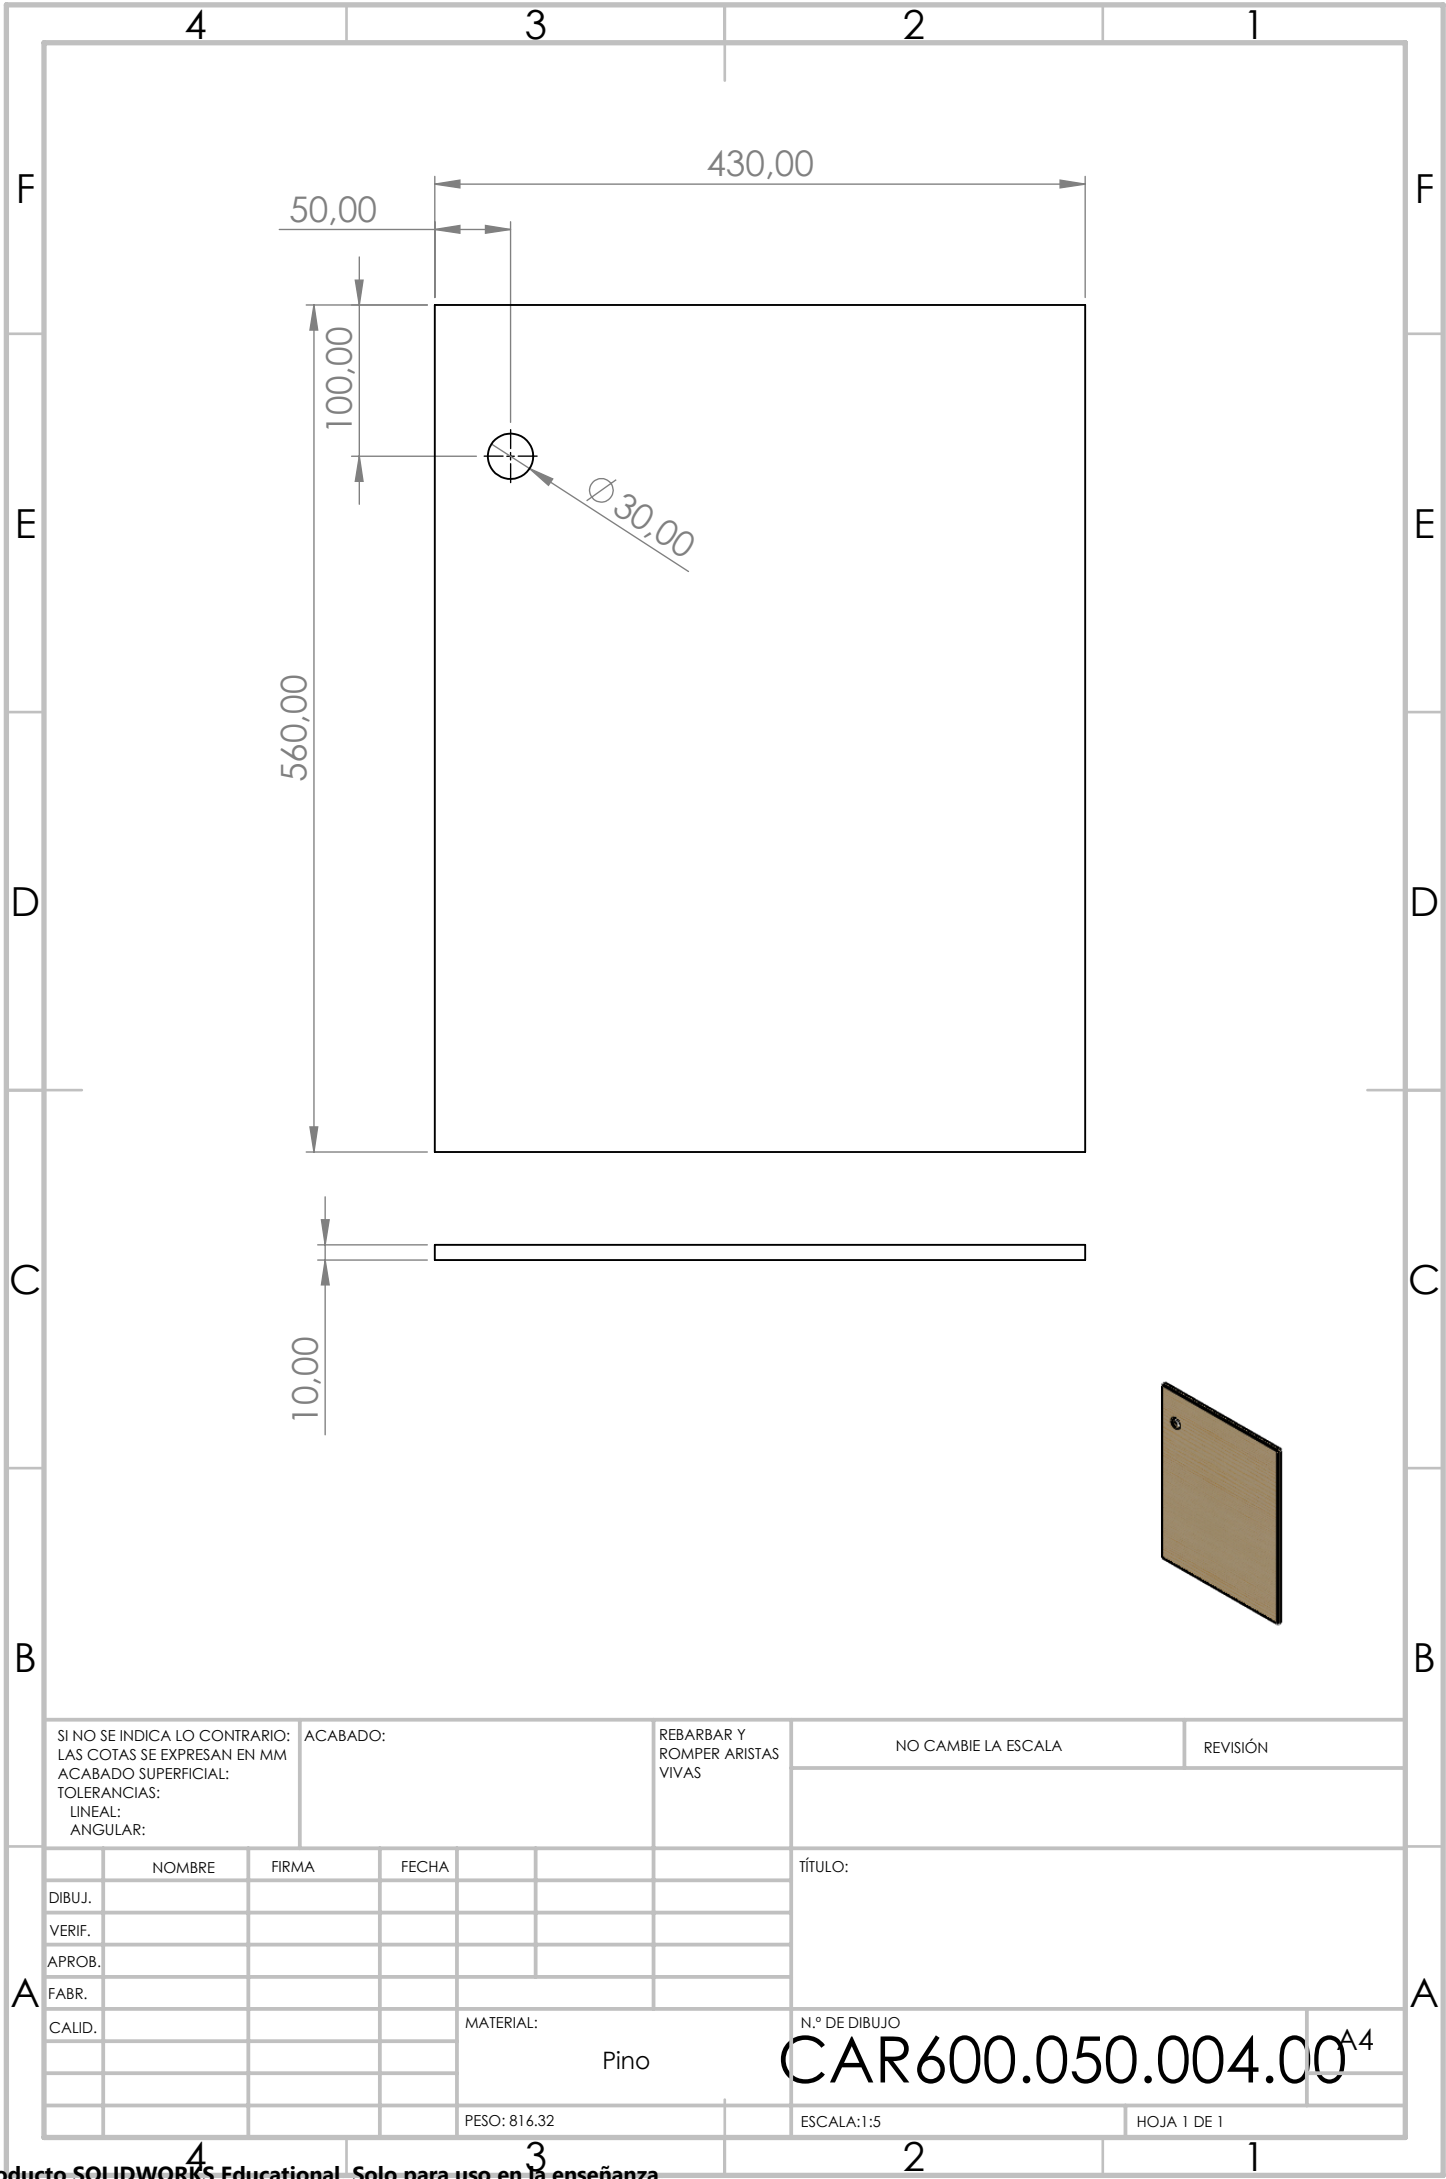 4 3 2 1
430,00
F F
50,00
100,00
E E
Ø 30,00
560,00
D D
C C
10,00
B B
SI NO SE INDICA LO CONTRARIO:
LAS COTAS SE EXPRESAN EN MM
ACABADO SUPERFICIAL:
TOLERANCIAS:
LINEAL:
ANGULAR:
ACABADO:
REBARBAR Y
ROMPER ARISTAS
VIVAS
NO CAMBIE LA ESCALA
REVISIÓN
NOMBRE FIRMA FECHA
TÍTULO:
DIBUJ.
VERIF.
APROB.
A A
FABR.
CALID.
MATERIAL:
Pino
N.º DE DIBUJO
CAR600.050.004.00
A4
PESO: 816.32
ESCALA:1:5
HOJA 1 DE 1
4 3 2 1
SOLIDWORKS Educational. Solo para uso en la enseñanza